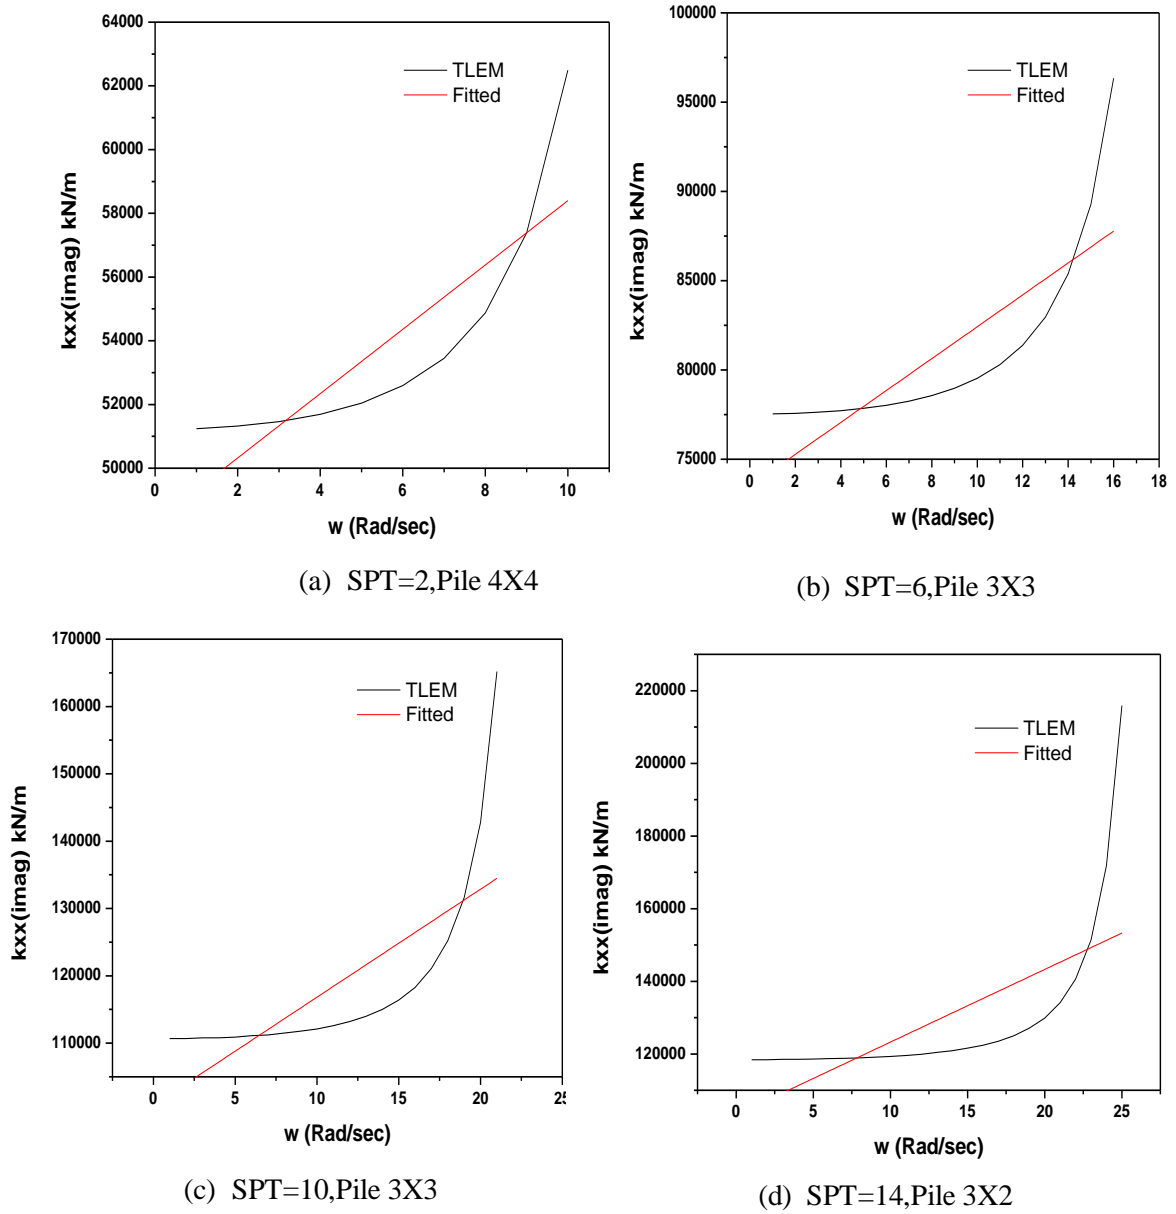 64000
62000
60000
58000
56000
54000
52000
50000
kxx(imag) kN/m
TLEM
Fitted
0 2 4 6 8 10
w (Rad/sec)
(a) SPT=2,Pile 4X4
100000
95000
90000
85000
80000
75000
kxx(imag) kN/m
TLEM
Fitted
0 2 4 6 8 10 12 14 16 18
w (Rad/sec)
(b) SPT=6,Pile 3X3
170000
160000
150000
140000
130000
120000
110000
kxx(imag) kN/m
TLEM
Fitted
0 5 10 15 20 25
w (Rad/sec)
(c) SPT=10,Pile 3X3
220000
210000
200000
180000
160000
140000
120000
kxx(imag) kN/m
TLEM
Fitted
0 5 10 15 20 25
w (Rad/sec)
(d) SPT=14,Pile 3X2